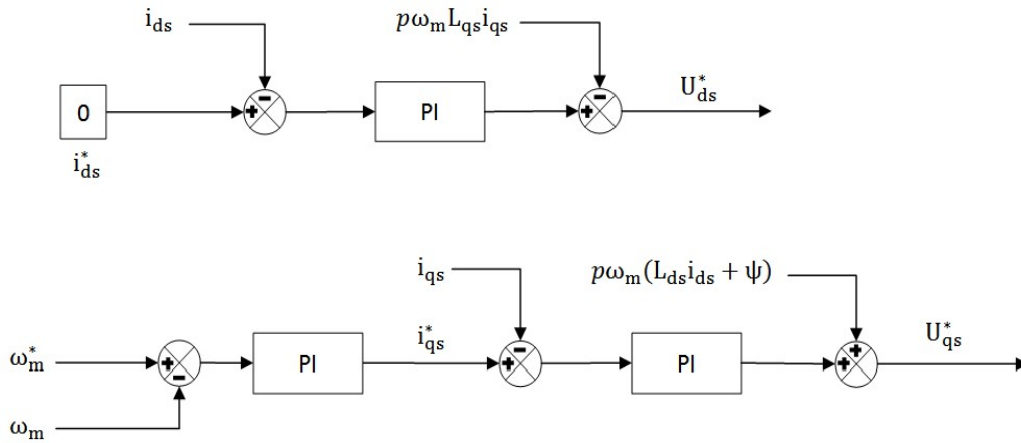 i_ds
pω_m L_qs i_qs
0
PI
U*_ds
i*_ds
i_qs
pω_m(L_ds i_ds + ψ)
ω*_m
PI
i*_qs
PI
U*_qs
ω_m